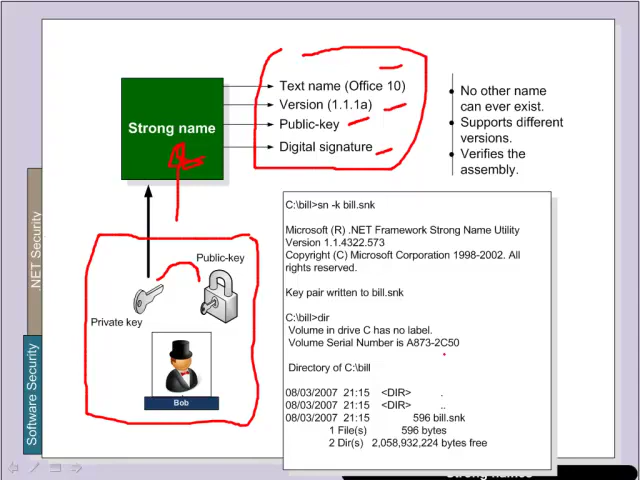 Strong name
Text name (Office 10)
Version (1.1.1a)
Public-key
Digital signature
No other name
can ever exist.
Supports different
versions.
Verifies the
assembly.
.NET Security
Software Security
Public-key
Private key
Bob
C:\bill>sn -k bill.snk
Microsoft (R) .NET Framework Strong Name Utility
Version 1.1.4322.573
Copyright (C) Microsoft Corporation 1998-2002. All
rights reserved.
Key pair written to bill.snk
C:\bill>dir
Volume in drive C has no label.
Volume Serial Number is A873-2C50
Directory of C:\bill
08/03/2007 21:15 <DIR> .
08/03/2007 21:15 <DIR> ..
08/03/2007 21:15 596 bill.snk
1 File(s) 596 bytes
2 Dir(s) 2,058,932,224 bytes free
Strong names